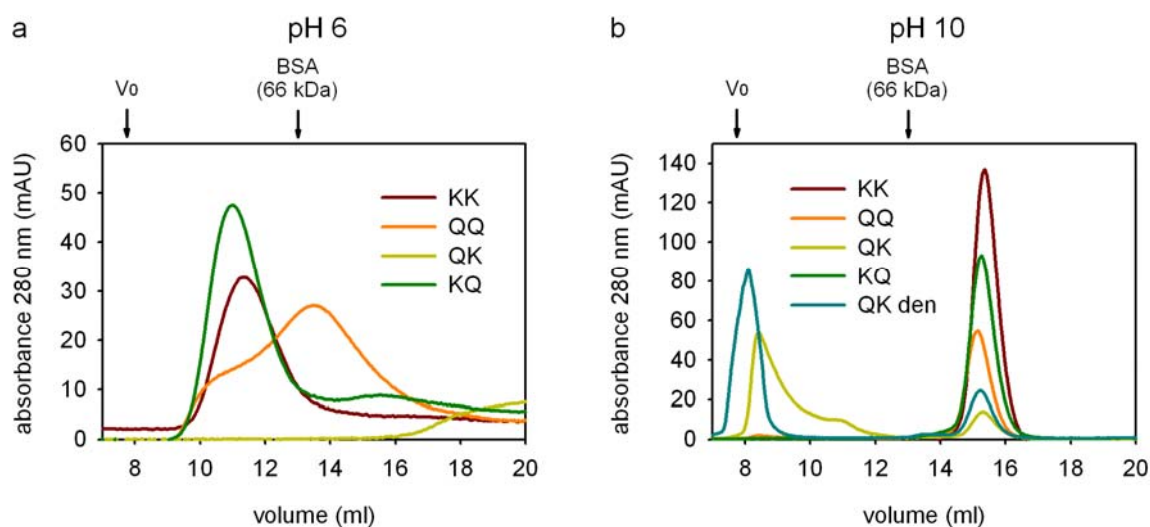 a
pH 6
Vo
BSA
(66 kDa)
absorbance 280 nm (mAU)
60
50
40
30
20
10
0
KK
QQ
QK
KQ
8
10
12
14
16
18
20
volume (ml)
b
pH 10
Vo
BSA
(66 kDa)
absorbance 280 nm (mAU)
140
120
100
80
60
40
20
0
KK
QQ
QK
KQ
QK den
8
10
12
14
16
18
20
volume (ml)